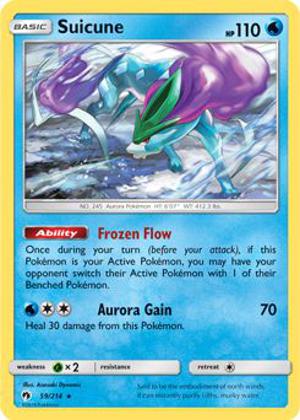 BASIC Suicune HP 110
NO. 245 Aurora Pokémon HT: 6'07" WT: 412.3 lbs.
Ability Frozen Flow
Once during your turn (before your attack), if this
Pokémon is your Active Pokémon, you may have your
opponent switch their Active Pokémon with 1 of their
Benched Pokémon.
Aurora Gain 70
Heal 30 damage from this Pokémon.
weakness ×2 resistance retreat
Illus. Asanuki Dynamic
59/214 ★
Said to be the embodiment of north winds,
it can instantly purify filthy, murky water.